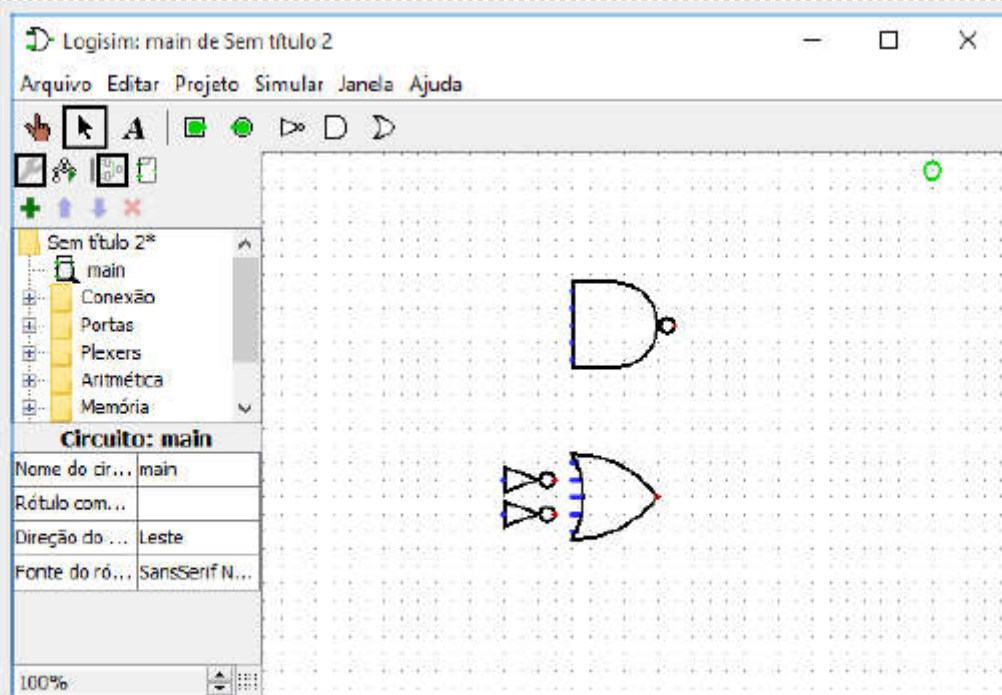 Logisim: main de Sem título 2
Arquivo Editar Projeto Simular Janela Ajuda
A
Sem título 2*
main
Conexão
Portas
Plexers
Aritmética
Memória
Circuito: main
Nome do cir... main
Rótulo com...
Direção do ... Leste
Fonte do ró... SansSerif N...
100%